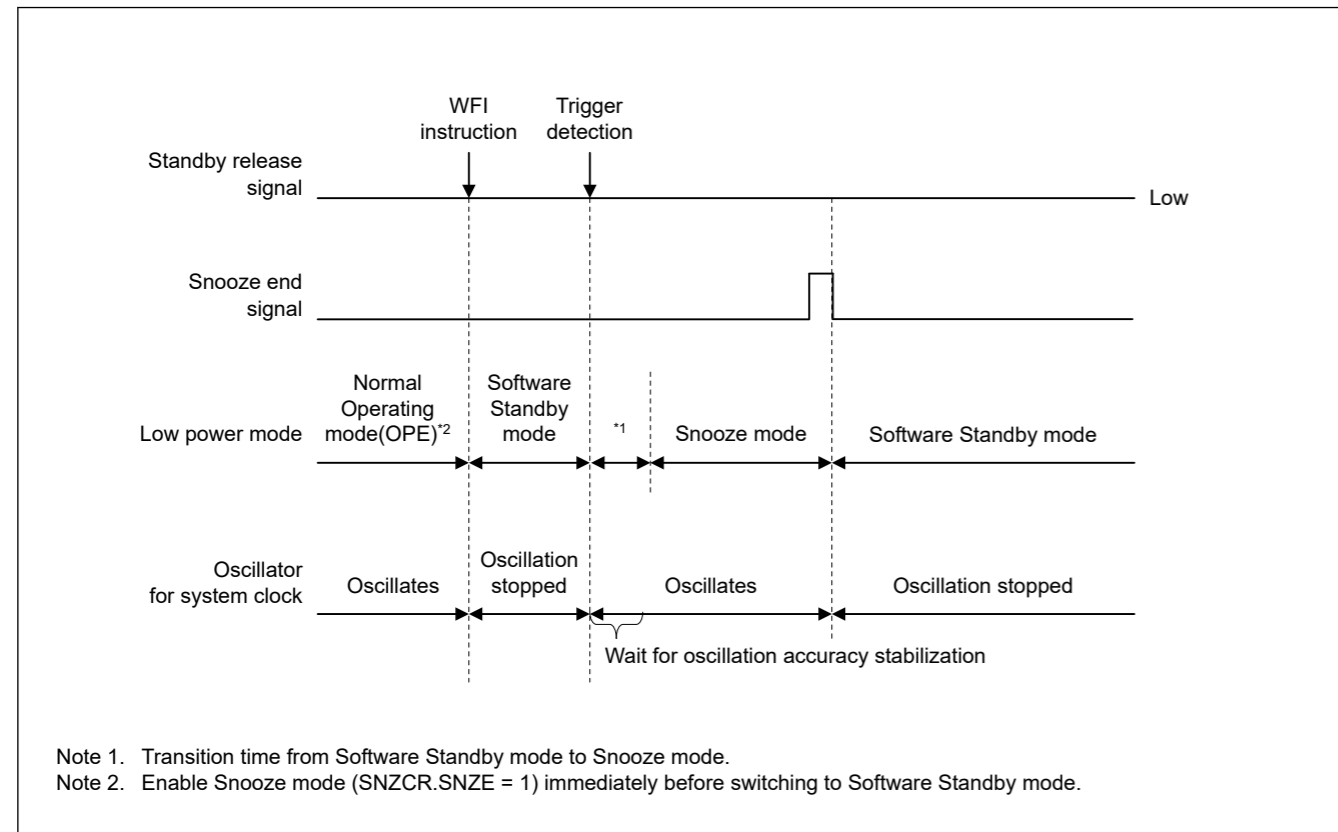 WFI
instruction
Trigger
detection
Standby release
signal
Low
Snooze end
signal
Normal
Operating
mode(OPE)*2
Software
Standby
mode
Low power mode
*1
Snooze mode
Software Standby mode
Oscillator
for system clock
Oscillates
Oscillation
stopped
Oscillates
Oscillation stopped
Wait for oscillation accuracy stabilization
Note 1. Transition time from Software Standby mode to Snooze mode.
Note 2. Enable Snooze mode (SNZCR.SNZE = 1) immediately before switching to Software Standby mode.